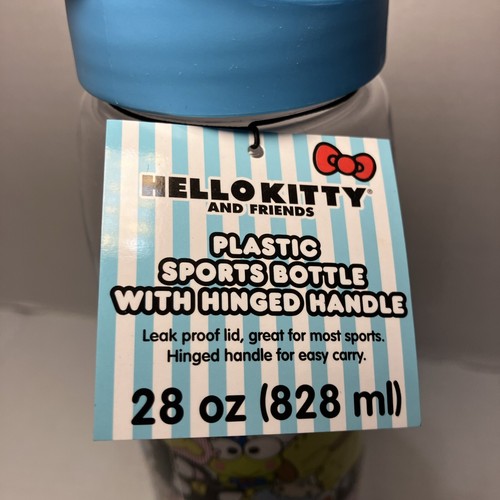 HELLO KITTY®
AND FRIENDS
PLASTIC
SPORTS BOTTLE
WITH HINGED HANDLE
Leak proof lid, great for most sports.
Hinged handle for easy carry.
28 oz (828 ml)